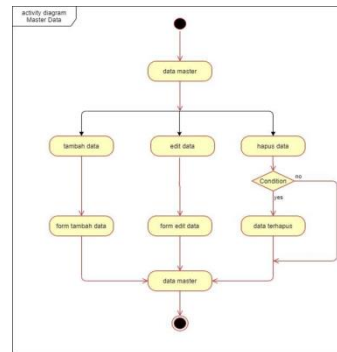 activity diagram
Master Data
data master
tambah data
edit data
hapus data
Condition
no
yes
form tambah data
form edit data
data terhapus
data master